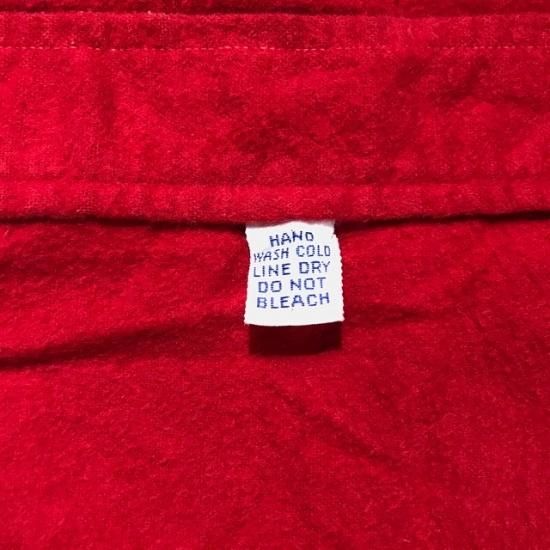 HAND
WASH COLD
LINE DRY
DO NOT
BLEACH